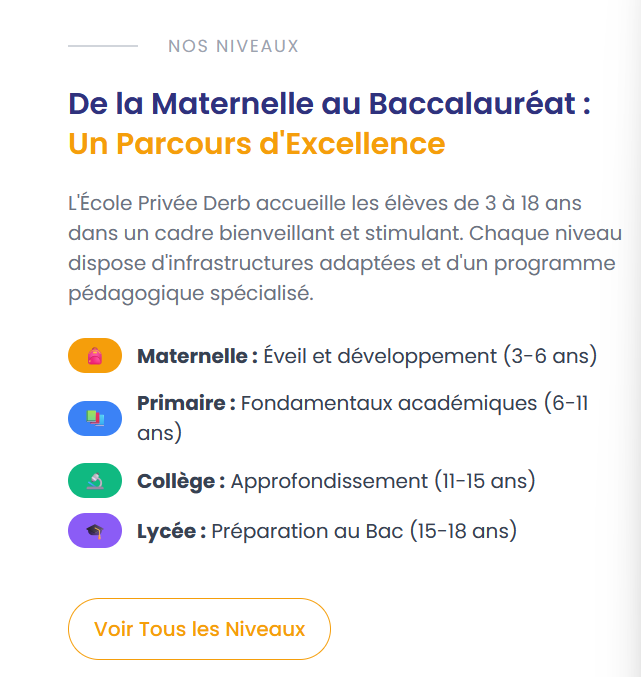 NOS NIVEAUX
De la Maternelle au Baccalauréat :
Un Parcours d'Excellence
L'École Privée Derb accueille les élèves de 3 à 18 ans
dans un cadre bienveillant et stimulant. Chaque niveau
dispose d'infrastructures adaptées et d'un programme
pédagogique spécialisé.
Maternelle : Éveil et développement (3-6 ans)
Primaire : Fondamentaux académiques (6-11
ans)
Collège : Approfondissement (11-15 ans)
Lycée : Préparation au Bac (15-18 ans)
Voir Tous les Niveaux